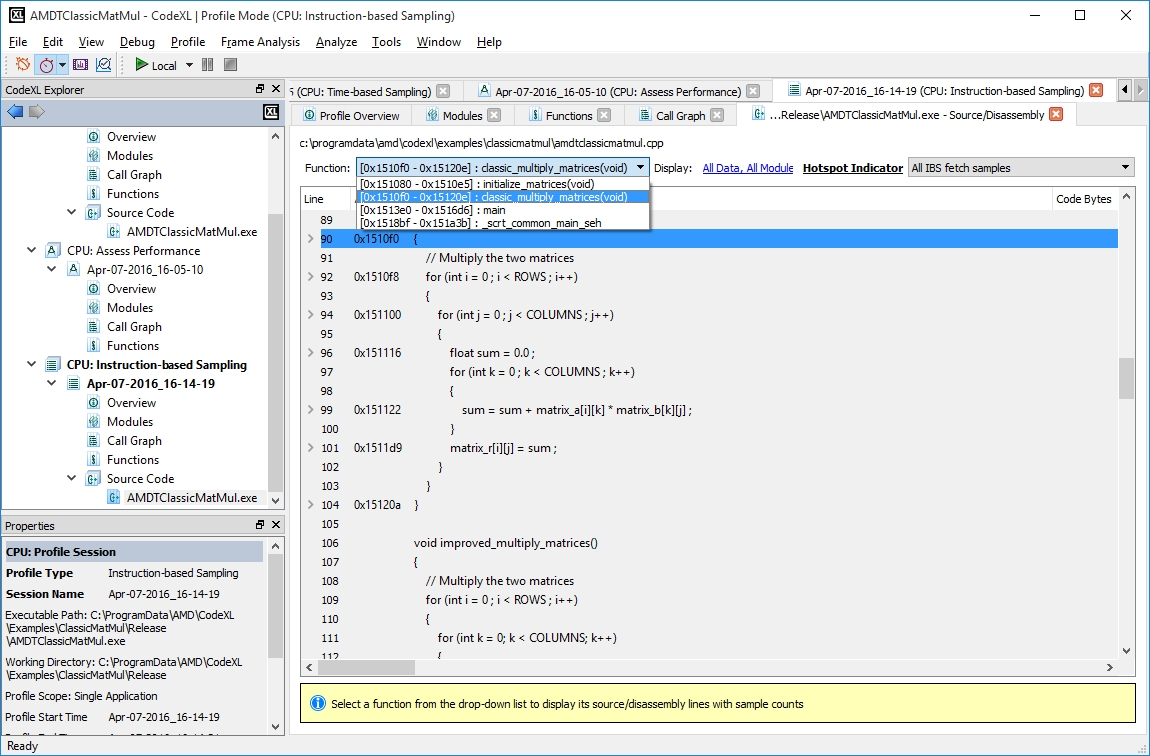 AMDTClassicMatMul - CodeXL | Profile Mode (CPU: Instruction-based Sampling)
File Edit View Debug Profile Frame Analysis Analyze Tools Window Help
Local
CodeXL Explorer
Overview
Modules
Call Graph
Functions
Source Code
AMDTClassicMatMul.exe
CPU: Assess Performance
Apr-07-2016_16-05-10
Overview
Modules
Call Graph
Functions
CPU: Instruction-based Sampling
Apr-07-2016_16-14-19
Overview
Modules
Call Graph
Functions
Source Code
AMDTClassicMatMul.exe
Properties
CPU: Profile Session
Profile Type Instruction-based Sampling
Session Name Apr-07-2016_16-14-19
Executable Path: C:\ProgramData\AMD\CodeXL
\Examples\ClassicMatMul\Release
\AMDTClassicMatMul.exe
Working Directory: C:\ProgramData\AMD\CodeXL
\Examples\ClassicMatMul\Release
Profile Scope: Single Application
Profile Start Time Apr-07-2016_16-14-19
5 (CPU: Time-based Sampling) Apr-07-2016_16-05-10 (CPU: Assess Performance) Apr-07-2016_16-14-19 (CPU: Instruction-based Sampling)
Profile Overview Modules Functions Call Graph ...Release\AMDTClassicMatMul.exe - Source/Disassembly
c:\programdata\amd\codexl\examples\classicmatmul\amdtclassicmatmul.cpp
Function: [0x1510f0 - 0x15120e] : classic_multiply_matrices(void) Display: All Data, All Module Hotspot Indicator All IBS fetch samples
[0x151080 - 0x1510e5] : initialize_matrices(void)
[0x1510f0 - 0x15120e] : classic_multiply_matrices(void)
[0x1513e0 - 0x1516d6] : main
[0x1518bf - 0x151a3b] : _scrt_common_main_seh
Line Code Bytes
89
90 0x1510f0 {
91 // Multiply the two matrices
92 0x1510f8 for (int i = 0 ; i < ROWS ; i++)
93 {
94 0x151100 for (int j = 0 ; j < COLUMNS ; j++)
95 {
96 0x151116 float sum = 0.0 ;
97 for (int k = 0 ; k < COLUMNS ; k++)
98 {
99 0x151122 sum = sum + matrix_a[i][k] * matrix_b[k][j] ;
100 }
101 0x1511d9 matrix_r[i][j] = sum ;
102 }
103 }
104 0x15120a }
105
106 void improved_multiply_matrices()
107 {
108 // Multiply the two matrices
109 for (int i = 0 ; i < ROWS ; i++)
110 {
111 for (int k = 0; k < COLUMNS; k++)
112 {
Select a function from the drop-down list to display its source/disassembly lines with sample counts
Ready